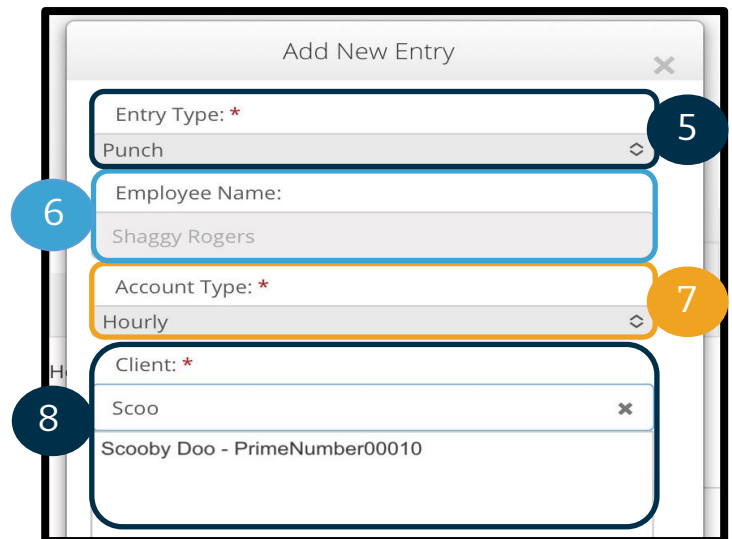 Add New Entry
×
Entry Type: *
5
Punch
Employee Name:
6
Shaggy Rogers
Account Type: *
7
Hourly
H
Client: *
8
Scoo
×
Scooby Doo - PrimeNumber00010